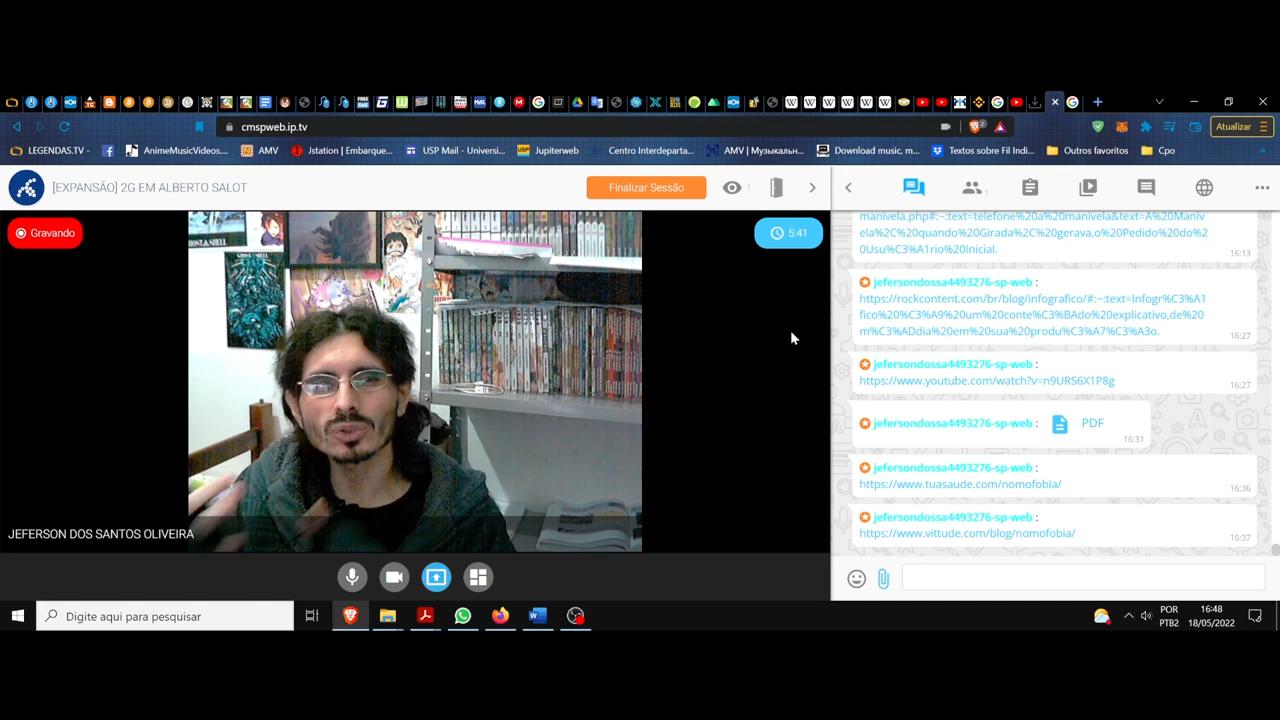 cmspweb.ip.tv
2
Atualizar
LEGENDAS.TV -
AnimeMusicVideos...
AMV
Jstation | Embarque...
USP Mail - Universi...
Jupiterweb
Centro Interdeparta...
AMV | Музыкальн...
Download music, m...
Textos sobre Fil Indi...
Outros favoritos
Cpo
[EXPANSÃO] 2G EM ALBERTO SALOT
Finalizar Sessão
1
1
Gravando
5:41
JEFERSON DOS SANTOS OLIVEIRA
manivela.php#:~:text=telefone%20a%20manivela&text=A%20Maniv
ela%2C%20quando%20Girada%2C%20gerava,o%20Pedido%20do%2
0Usu%C3%A1rio%20Inicial.
16:13
jefersondossa4493276-sp-web :
https://rockcontent.com/br/blog/infografico/#:~:text=Infogr%C3%A1
fico%20%C3%A9%20um%20conte%C3%BAdo%20explicativo,de%20
m%C3%ADdia%20em%20sua%20produ%C3%A7%C3%A3o.
16:27
jefersondossa4493276-sp-web :
https://www.youtube.com/watch?v=n9URS6X1P8g
16:27
jefersondossa4493276-sp-web :
PDF
16:31
jefersondossa4493276-sp-web :
https://www.tuasaude.com/nomofobia/
16:36
jefersondossa4493276-sp-web :
https://www.vittude.com/blog/nomofobia/
16:37
Digite aqui para pesquisar
POR
PTB2
16:48
18/05/2022